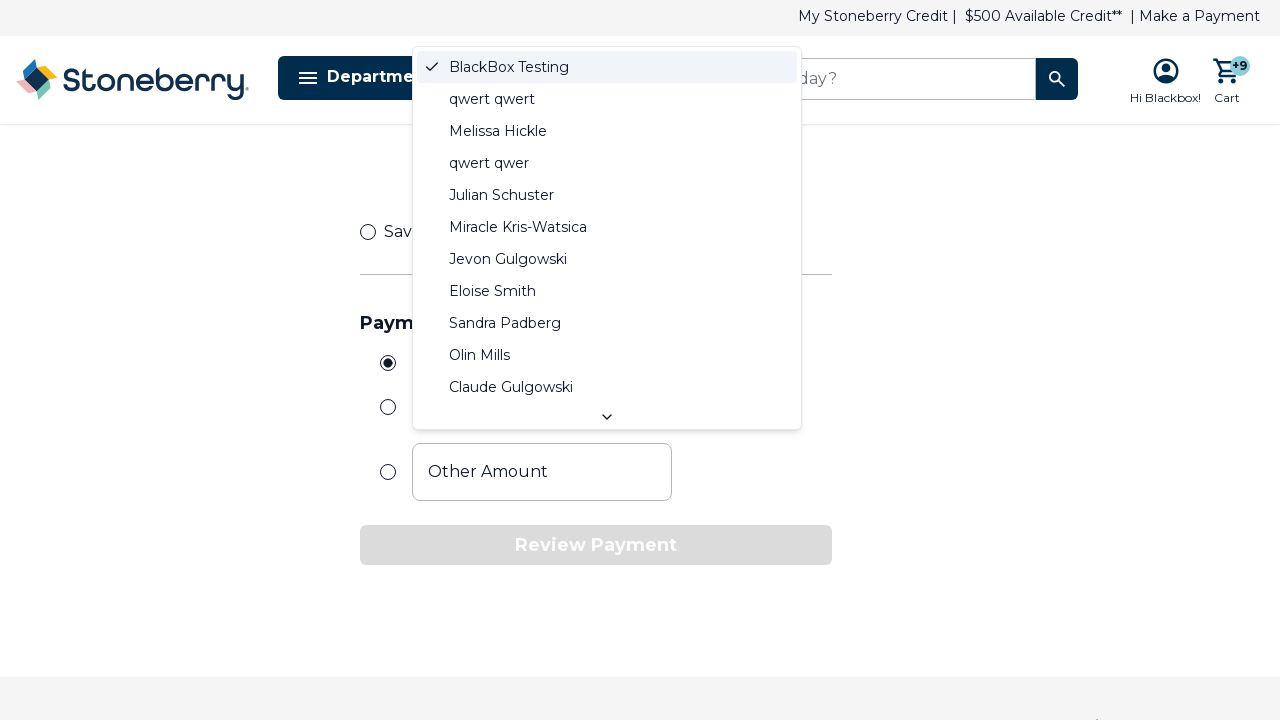 My Stoneberry Credit | $500 Available Credit** | Make a Payment
Stoneberry
Departme
day?
+9
Hi Blackbox!
Cart
BlackBox Testing
qwert qwert
Melissa Hickle
qwert qwer
Julian Schuster
Miracle Kris-Watsica
Jevon Gulgowski
Eloise Smith
Sandra Padberg
Olin Mills
Claude Gulgowski
Sav
Paym
Other Amount
Review Payment